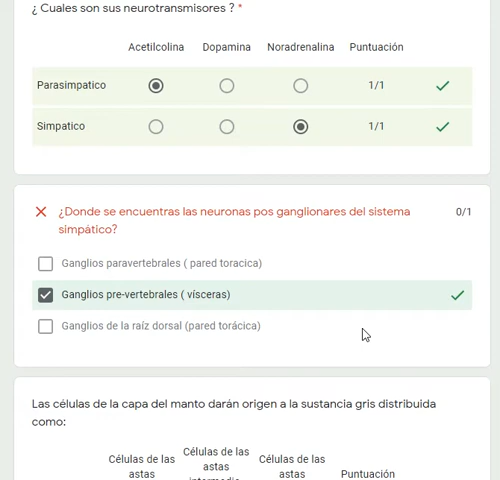 ¿ Cuales son sus neurotransmisores ? *
Acetilcolina Dopamina Noradrenalina Puntuación
Parasimpatico 1/1
Simpatico 1/1
¿Donde se encuentras las neuronas pos ganglionares del sistema 0/1
simpático?
Ganglios paravertebrales ( pared toracica)
Ganglios pre-vertebrales ( vísceras)
Ganglios de la raíz dorsal (pared torácica)
Las células de la capa del manto darán origen a la sustancia gris distribuida
como:
Células de las Células de las Células de las
astas astas astas Puntuación